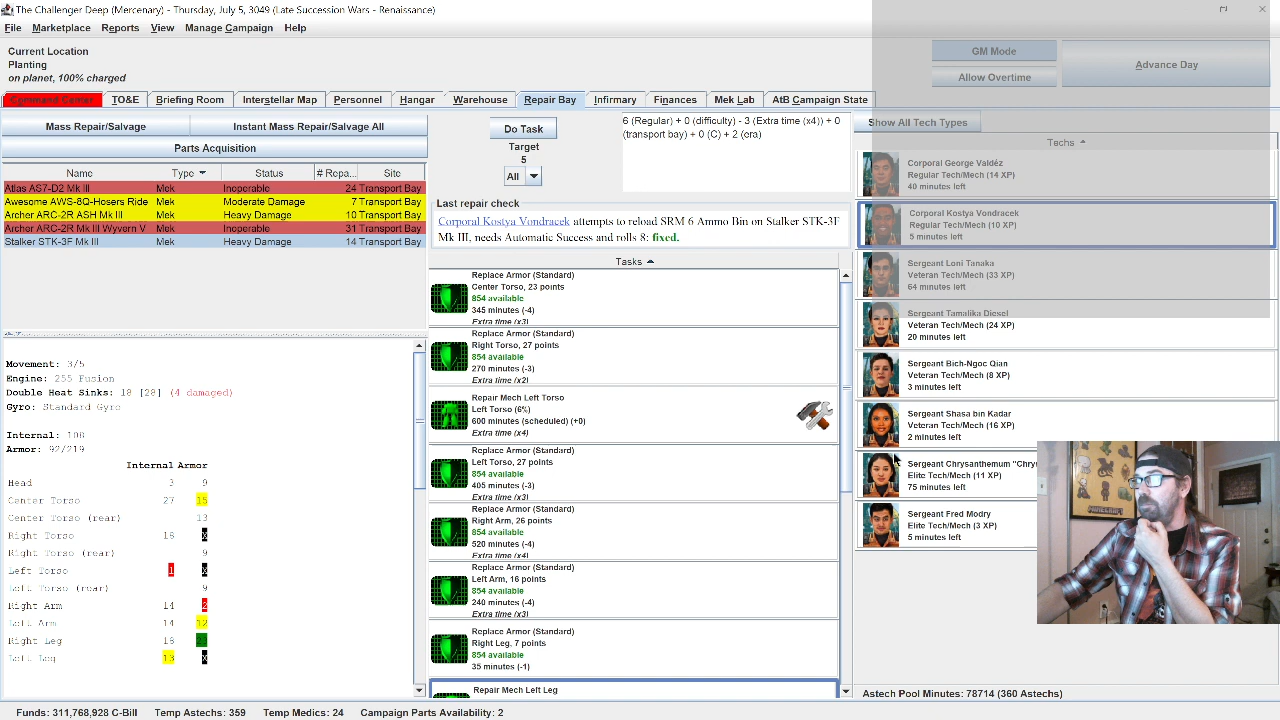 The Challenger Deep (Mercenary) - Thursday, July 5, 3049 (Late Succession Wars - Renaissance)
File Marketplace Reports View Manage Campaign Help
Current Location
Planting
on planet, 100% charged
GM Mode
Allow Overtime
Advance Day
Command Center TO&E Briefing Room Interstellar Map Personnel Hangar Warehouse Repair Bay Infirmary Finances Mek Lab AtB Campaign State
Mass Repair/Salvage Instant Mass Repair/Salvage All
Parts Acquisition
Name Type Status # Repa... Site
Atlas AS7-D2 Mk III Mek Inoperable 24 Transport Bay
Awesome AWS-8Q-Hosers Ride Mek Moderate Damage 7 Transport Bay
Archer ARC-2R ASH Mk III Mek Heavy Damage 10 Transport Bay
Archer ARC-2R Mk III Wyvern V Mek Inoperable 31 Transport Bay
Stalker STK-3F Mk III Mek Heavy Damage 14 Transport Bay
Movement: 3/5
Engine: 255 Fusion
Double Heat Sinks: 18 [28] (4 damaged)
Gyro: Standard Gyro
Internal: 108
Armor: 92/219
Internal Armor
Head 3 9
Center Torso 27 15
Center Torso (rear) 13
Right Torso 18 x
Right Torso (rear) 9
Left Torso 1 x
Left Torso (rear) 9
Right Arm 2
Left Arm 14 12
Right Leg 18
Left Leg 13 x
Do Task
Target
5
All
6 (Regular) + 0 (difficulty) - 3 (Extra time (x4)) + 0
(transport bay) + 0 (C) + 2 (era)
Last repair check
Corporal Kostya Vondracek attempts to reload SRM 6 Ammo Bin on Stalker STK-3F
Mk III, needs Automatic Success and rolls 8: fixed.
Tasks
Replace Armor (Standard)
Center Torso, 23 points
854 available
345 minutes (-4)
Extra time (x3)
Replace Armor (Standard)
Right Torso, 27 points
854 available
270 minutes (-3)
Extra time (x2)
Repair Mech Left Torso
Left Torso (6%)
600 minutes (scheduled) (+0)
Extra time (x4)
Replace Armor (Standard)
Left Torso, 27 points
854 available
405 minutes (-3)
Extra time (x3)
Replace Armor (Standard)
Right Arm, 26 points
854 available
520 minutes (-4)
Extra time (x4)
Replace Armor (Standard)
Left Arm, 16 points
854 available
240 minutes (-4)
Extra time (x3)
Replace Armor (Standard)
Right Leg, 7 points
854 available
35 minutes (-1)
Repair Mech Left Leg
Show All Tech Types
Techs
Corporal George Valdéz
Regular Tech/Mech (14 XP)
40 minutes left
Corporal Kostya Vondracek
Regular Tech/Mech (10 XP)
5 minutes left
Sergeant Loni Tanaka
Veteran Tech/Mech (33 XP)
64 minutes left
Sergeant Tamalika Diesel
Veteran Tech/Mech (24 XP)
20 minutes left
Sergeant Bich-Ngoc Qian
Veteran Tech/Mech (8 XP)
3 minutes left
Sergeant Shasa bin Kadar
Veteran Tech/Mech (16 XP)
2 minutes left
Sergeant Chrysanthemum "Chry
Elite Tech/Mech (11 XP)
75 minutes left
Sergeant Fred Modry
Elite Tech/Mech (3 XP)
5 minutes left
Astech Pool Minutes: 78714 (360 Astechs)
Funds: 311,768,928 C-Bill Temp Astechs: 359 Temp Medics: 24 Campaign Parts Availability: 2